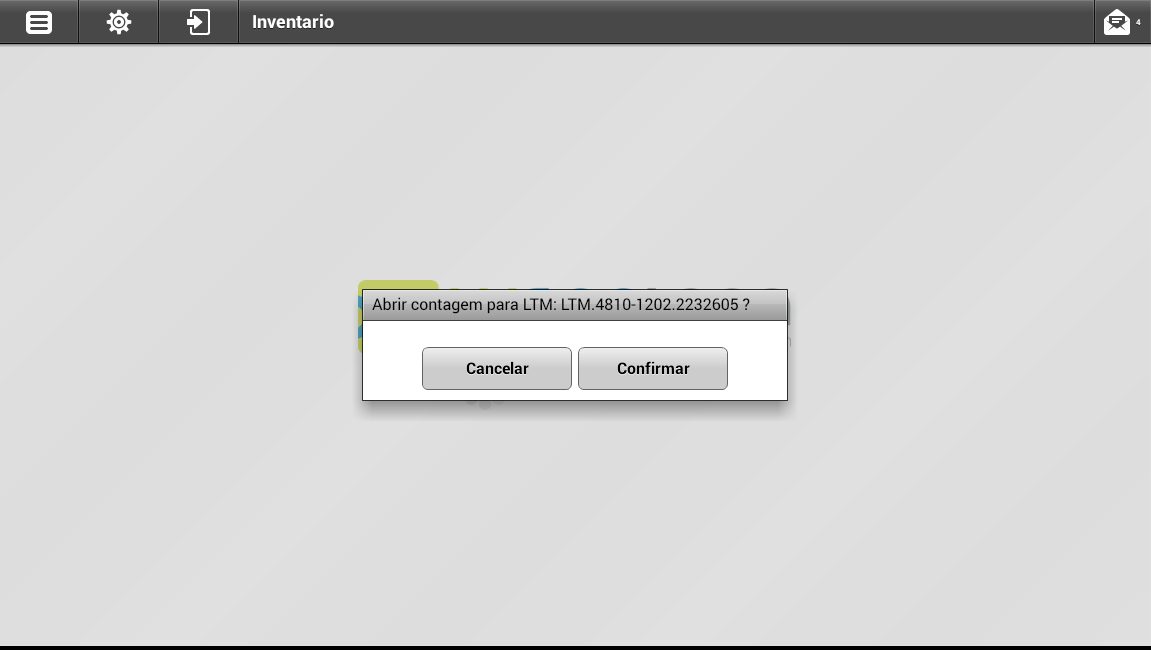 Inventario
4
Abrir contagem para LTM: LTM.4810-1202.2232605 ?
Cancelar
Confirmar